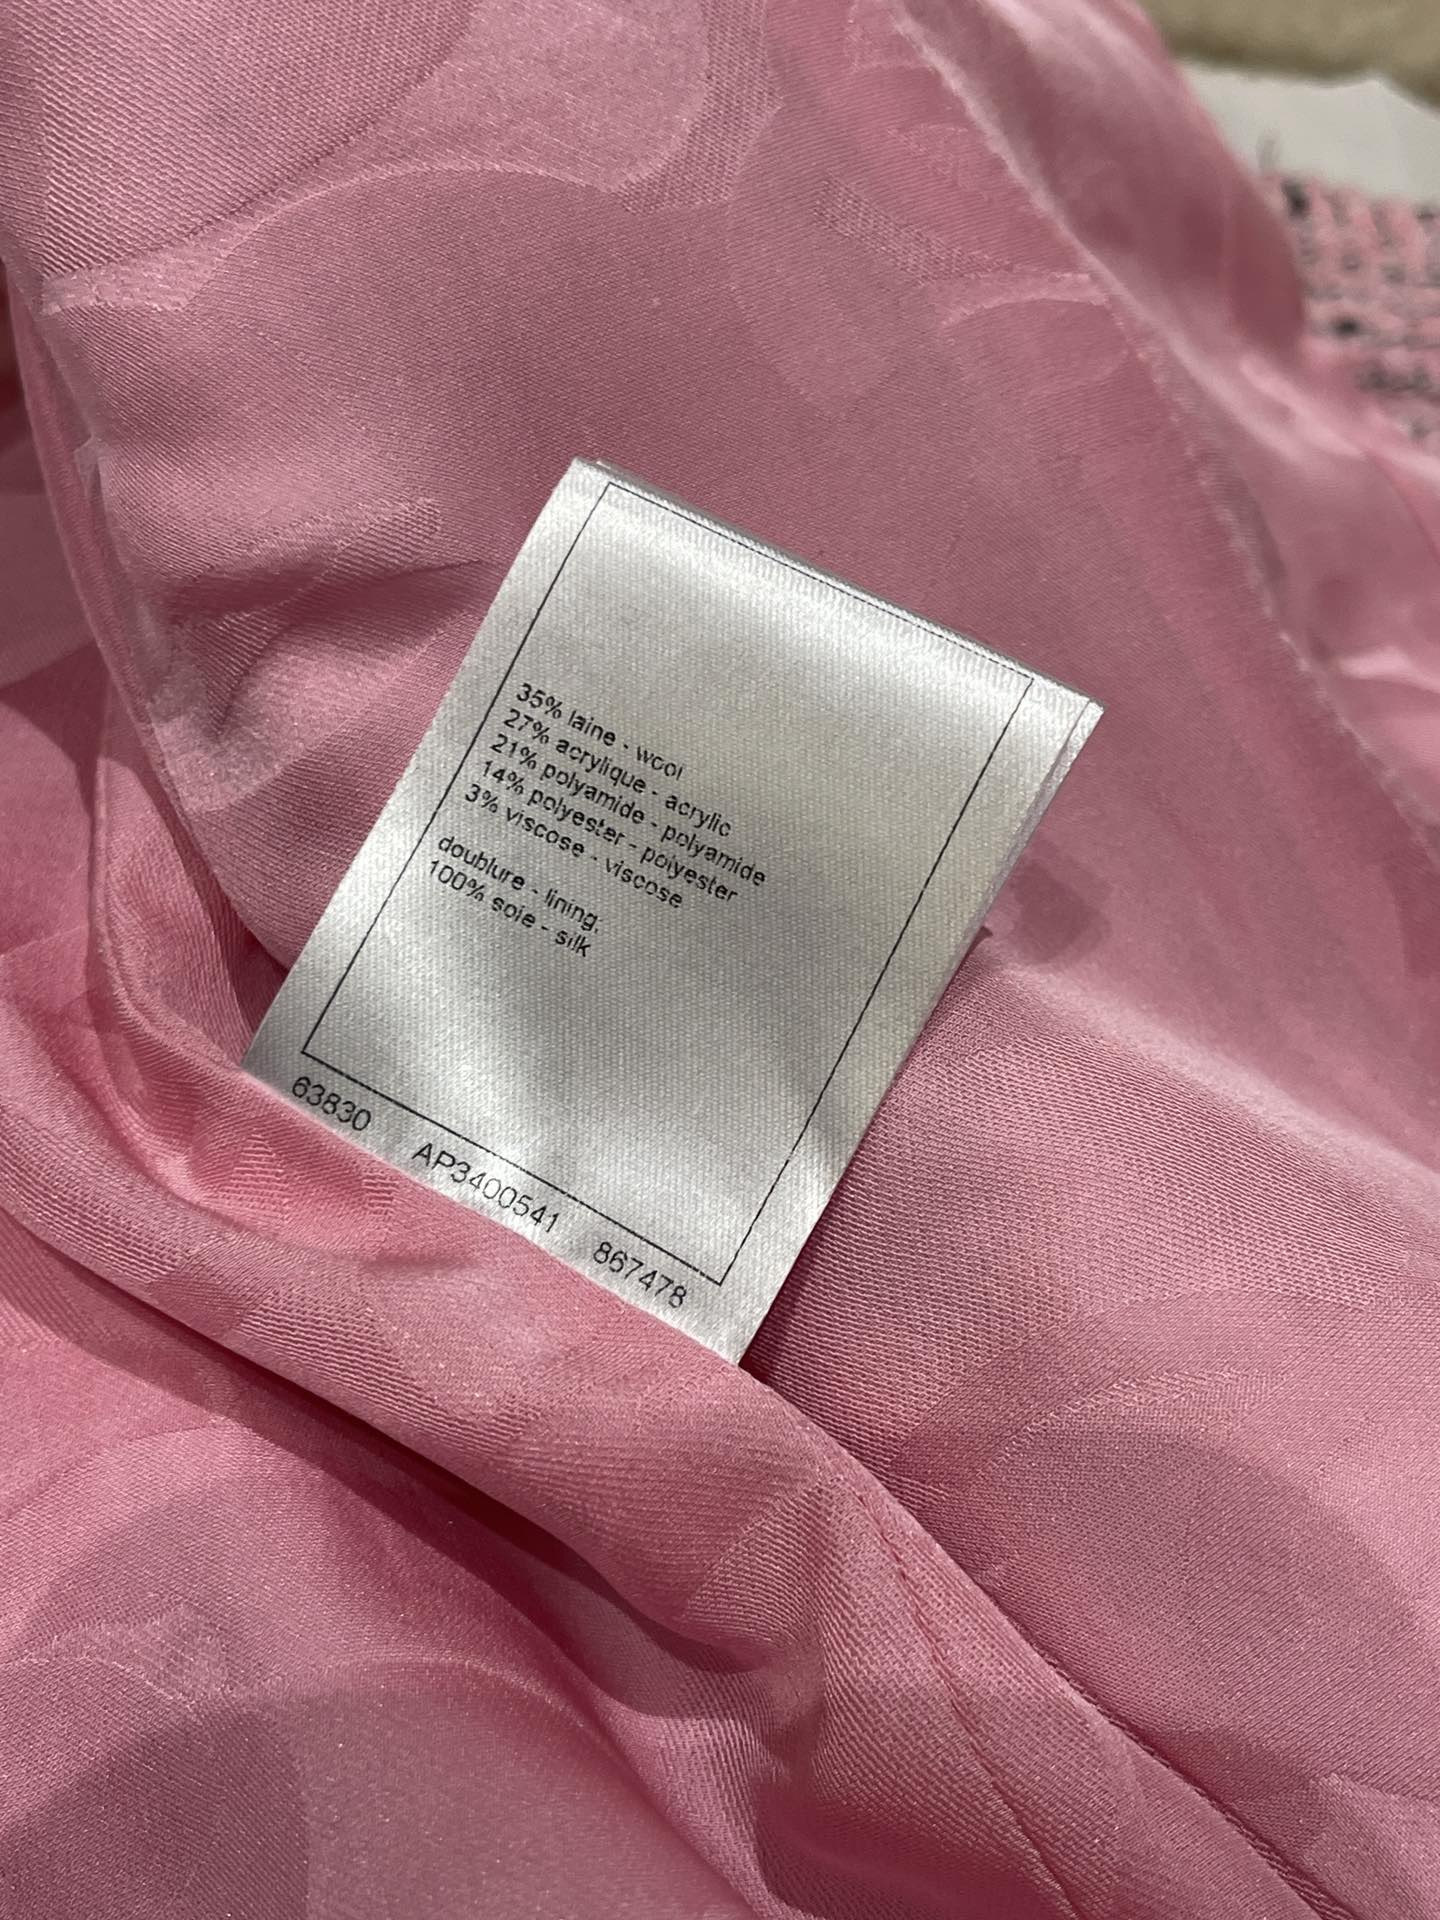 35% laine - wool
27% acrylique - acrylic
21% polyamide - polyamide
14% polyester - polyester
3% viscose - viscose
doublure - lining:
100% soie - silk
63830 AP3400541 867478